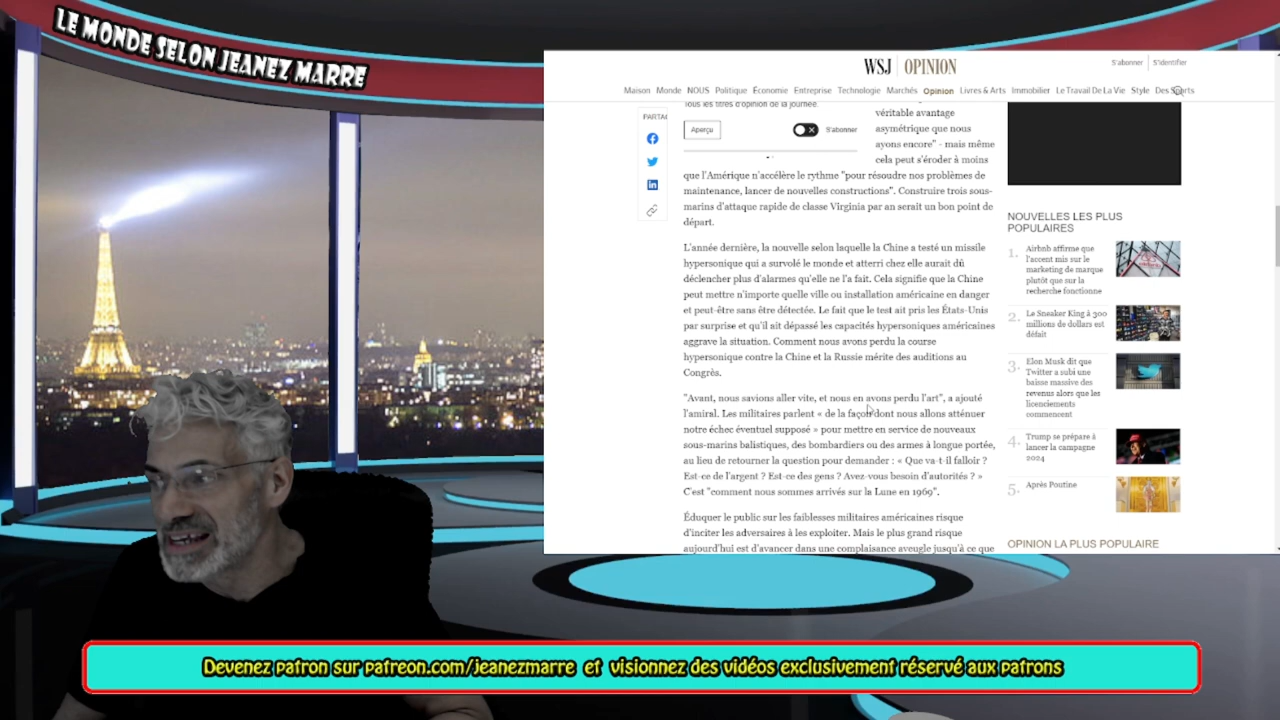 LE MONDE SELON JEANEZ MARRE
WSJ OPINION
S'abonner S'identifier
Maison Monde NOUS Politique Économie Entreprise Technologie Marchés Opinion Livres & Arts Immobilier Le Travail De La Vie Style Des Sports
Tous les titres d'opinion de la journée.
Aperçu
S'abonner
véritable avantage
asymétrique que nous
ayons encore" - mais même
cela peut s'éroder à moins
que l'Amérique n'accélère le rythme "pour résoudre nos problèmes de
maintenance, lancer de nouvelles constructions". Construire trois sous-
marins d'attaque rapide de classe Virginia par an serait un bon point de
départ.
L'année dernière, la nouvelle selon laquelle la Chine a testé un missile
hypersonique qui a survolé le monde et atterri chez elle aurait dû
déclencher plus d'alarmes qu'elle ne l'a fait. Cela signifie que la Chine
peut mettre n'importe quelle ville ou installation américaine en danger
et peut-être sans être détectée. Le fait que le test ait pris les États-Unis
par surprise et qu'il ait dépassé les capacités hypersoniques américaines
aggrave la situation. Comment nous avons perdu la course
hypersonique contre la Chine et la Russie mérite des auditions au
Congrès.
"Avant, nous savions aller vite, et nous en avons perdu l'art", a ajouté
l'amiral. Les militaires parlent « de la façon dont nous allons atténuer
notre échec éventuel supposé » pour mettre en service de nouveaux
sous-marins balistiques, des bombardiers ou des armes à longue portée,
au lieu de retourner la question pour demander : « Que va-t-il falloir ?
Est-ce de l'argent ? Est-ce des gens ? Avez-vous besoin d'autorités ? »
C'est "comment nous sommes arrivés sur la Lune en 1969".
Éduquer le public sur les faiblesses militaires américaines risque
d'inciter les adversaires à les exploiter. Mais le plus grand risque
aujourd'hui est d'avancer dans une complaisance aveugle jusqu'à ce que
PARTA
NOUVELLES LES PLUS
POPULAIRES
1. Airbnb affirme que
l'accent mis sur le
marketing de marque
plutôt que sur la
recherche fonctionne
2. Le Sneaker King à 300
millions de dollars est
défait
3. Elon Musk dit que
Twitter a subi une
baisse massive des
revenus alors que les
licenciements
commencent
4. Trump se prépare à
lancer la campagne
2024
5. Après Poutine
OPINION LA PLUS POPULAIRE
Devenez patron sur patreon.com/jeanezmarre et visionnez des vidéos exclusivement réservé aux patrons